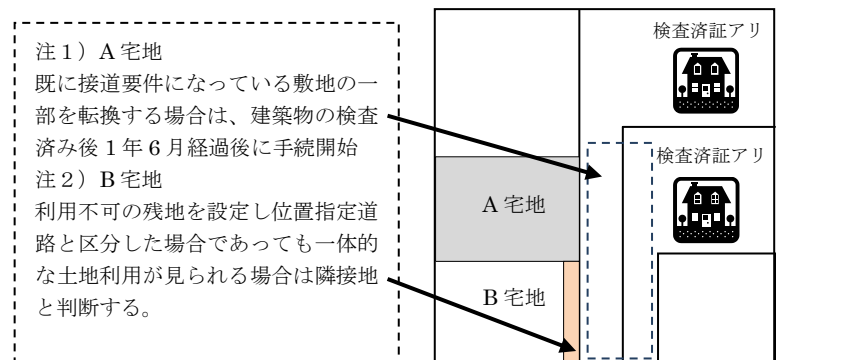 注１）A 宅地
既に接道要件になっている敷地の一
部を転換する場合は、建築物の検査
済み後 1 年 6 月経過後に手続開始
注２）B 宅地
利用不可の残地を設定し位置指定道
路と区分した場合であっても一体的
な土地利用が見られる場合は隣接地
と判断する。
検査済証アリ
検査済証アリ
A 宅地
B 宅地